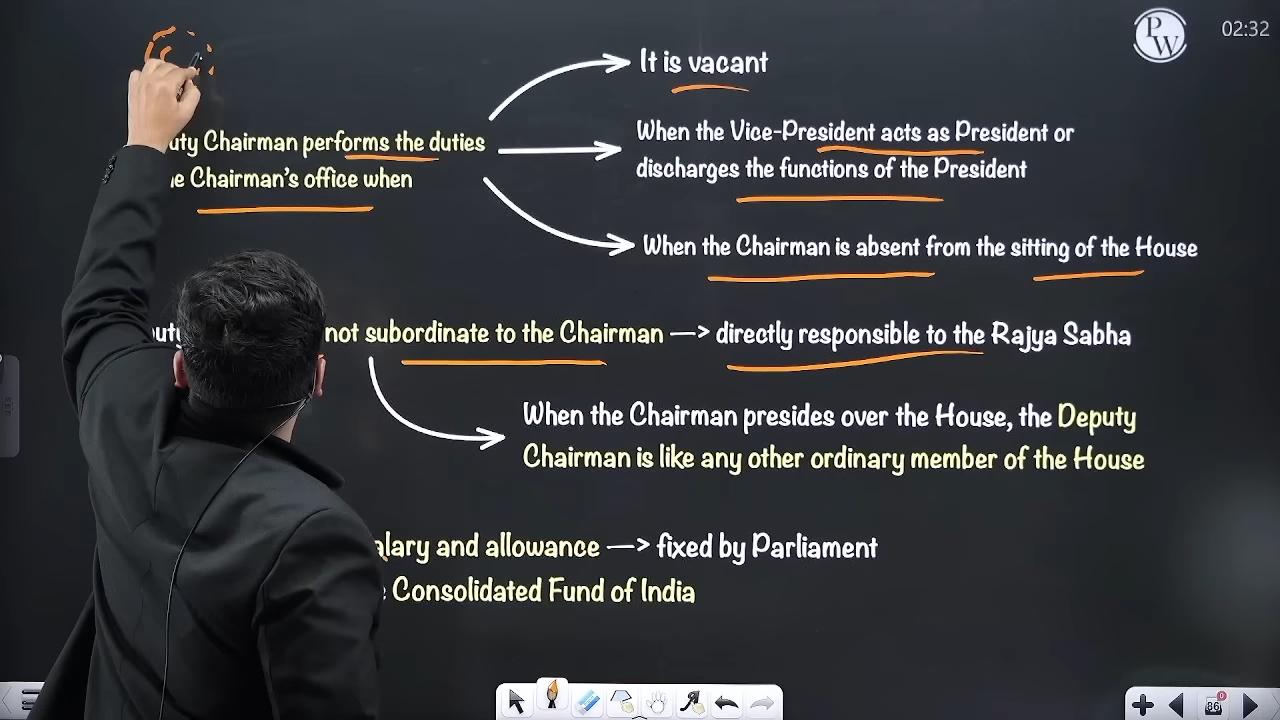 PW
02:32
It is vacant
Chairman performs the duties
Chairman's office when
When the Vice-President acts as President or
discharges the functions of the President
When the Chairman is absent from the sitting of the House
not subordinate to the Chairman —> directly responsible to the Rajya Sabha
When the Chairman presides over the House, the Deputy
Chairman is like any other ordinary member of the House
and allowance —> fixed by Parliament
Consolidated Fund of India
86
0